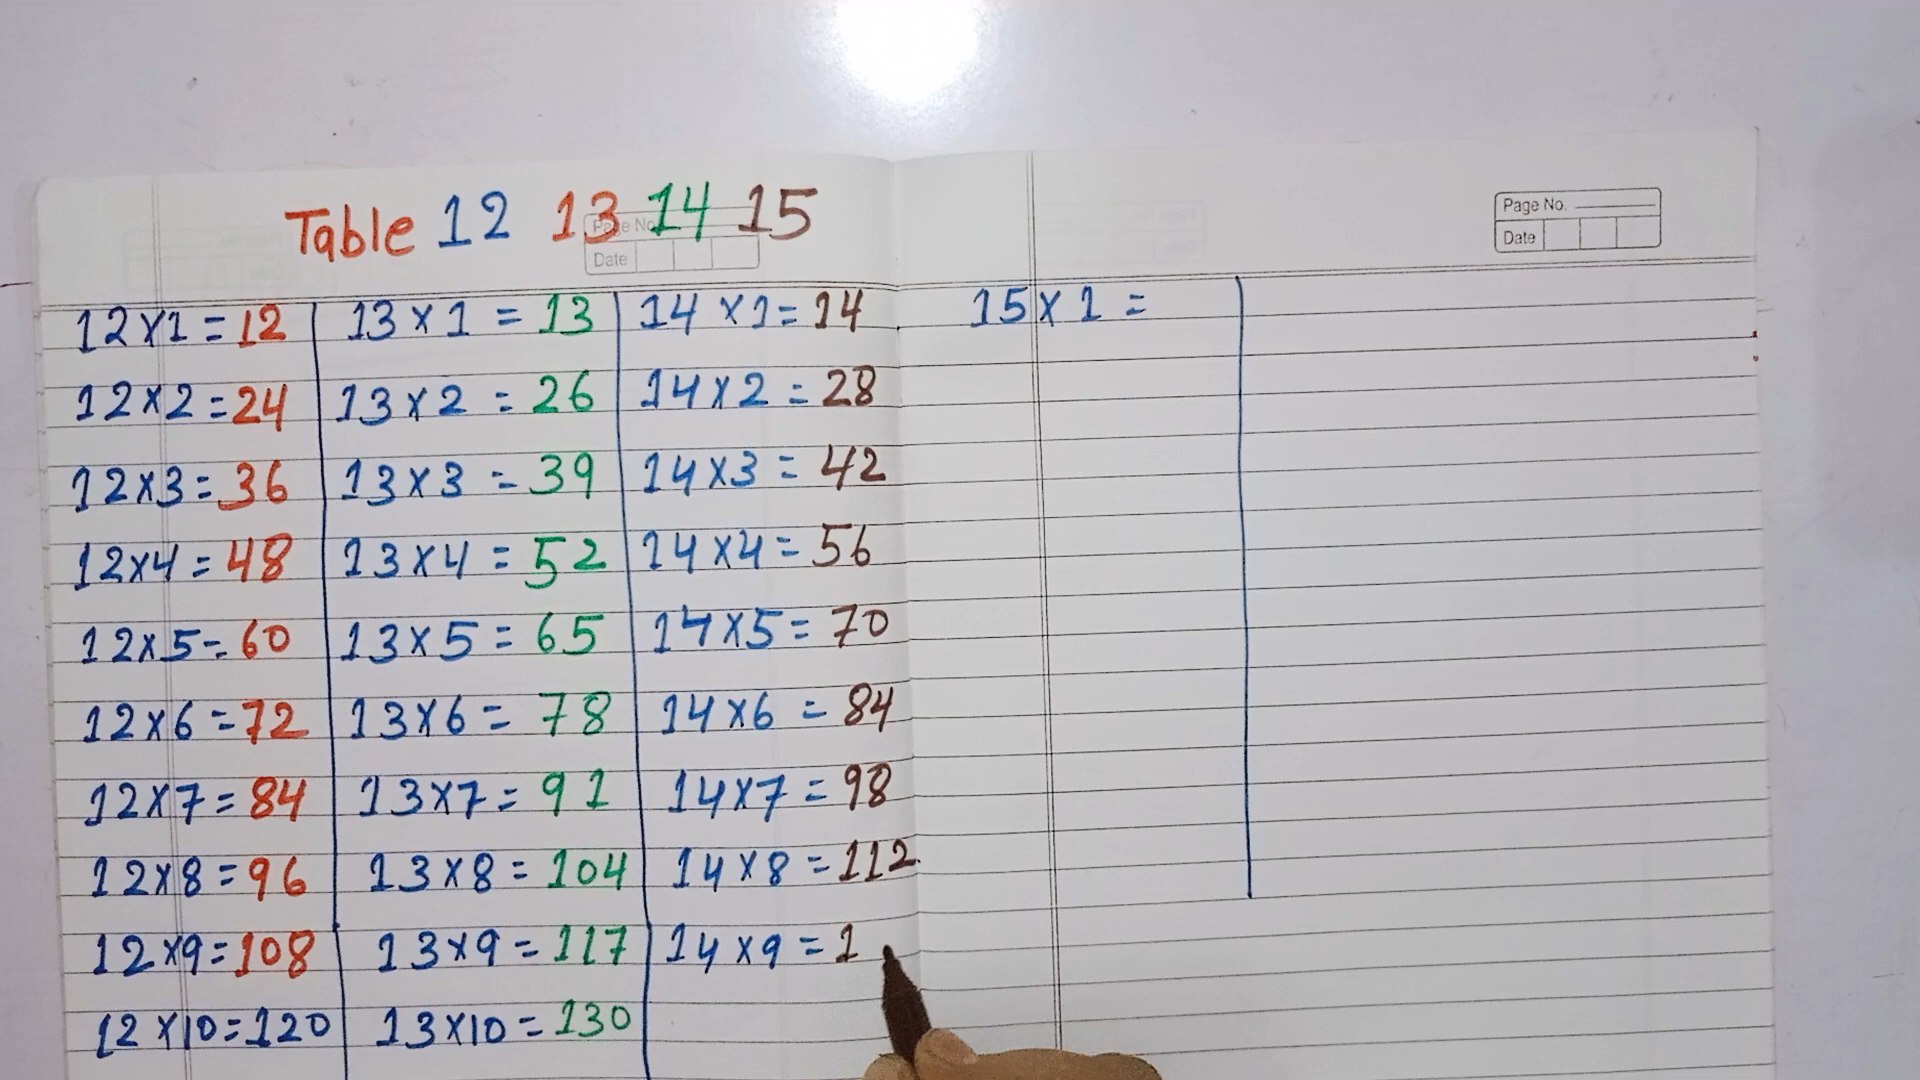 Table 12 13 14 15
Page No.
Date
Page No.
Date
12x1=12
12x2=24
12x3=36
12x4=48
12x5=60
12x6=72
12x7=84
12x8=96
12x9=108
12x10=120
13x1=13
13x2=26
13x3=39
13x4=52
13x5=65
13x6=78
13x7=91
13x8=104
13x9=117
13x10=130
14x1=14
14x2=28
14x3=42
14x4=56
14x5=70
14x6=84
14x7=98
14x8=112
14x9=1
15x1=